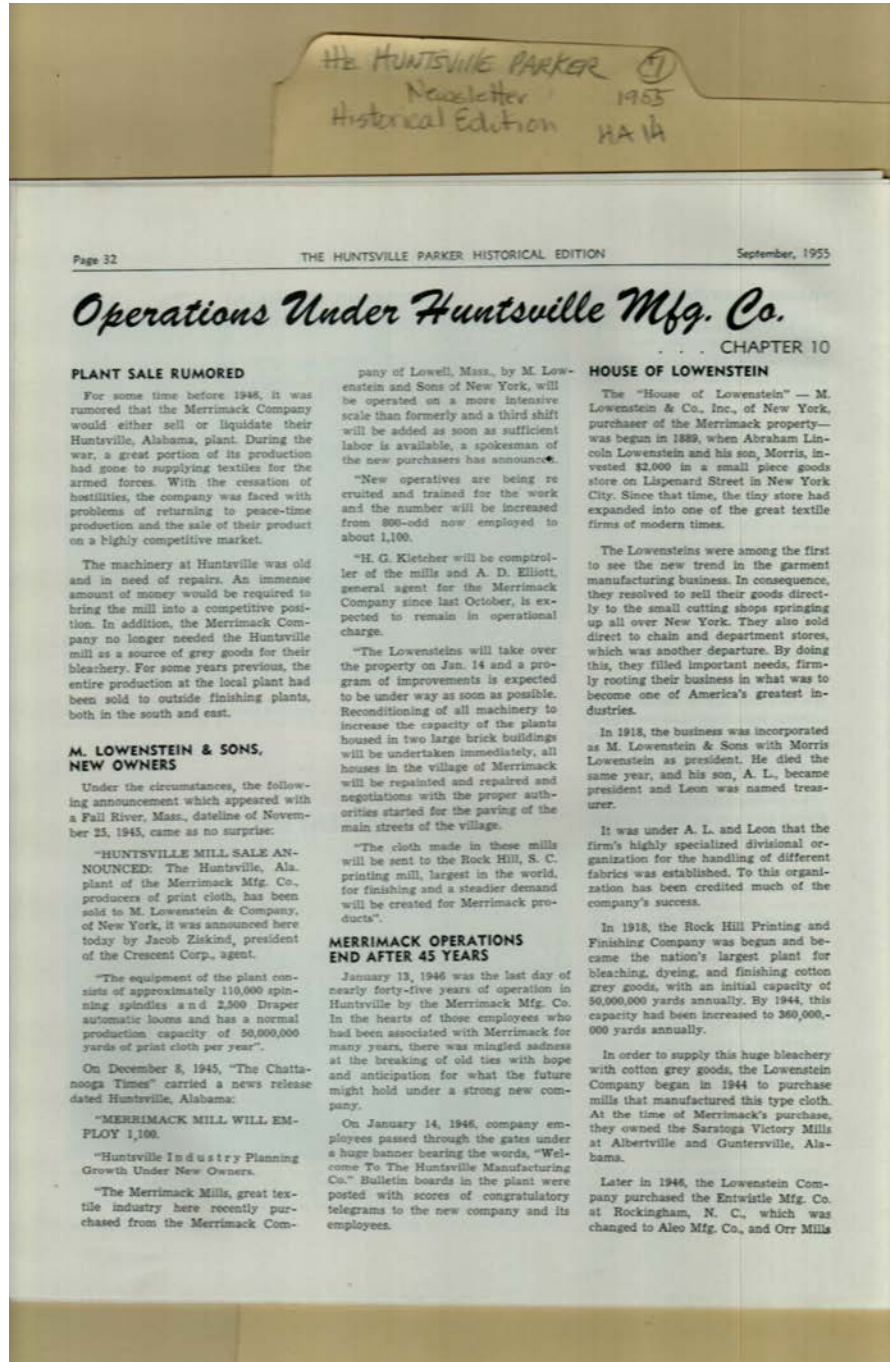 HE HUNTSVILLE PARKER
Newsletter 1955
Historical Edition HA 14
Page 32 THE HUNTSVILLE PARKER HISTORICAL EDITION September, 1955
Operations Under Huntsville Mfg. Co.
. . . CHAPTER 10
PLANT SALE RUMORED
For some time before 1946, it was
rumored that the Merrimack Company
would either sell or liquidate their
Huntsville, Alabama, plant. During the
war, a great portion of its production
had gone to supplying textiles for the
armed forces. With the cessation of
hostilities, the company was faced with
problems of returning to peace-time
production and the sale of their product
on a highly competitive market.
The machinery at Huntsville was old
and in need of repairs. An immense
amount of money would be required to
bring the mill into a competitive posi-
tion. In addition, the Merrimack Com-
pany no longer needed the Huntsville
mill as a source of grey goods for their
bleachery. For some years previous, the
entire production at the local plant had
been sold to outside finishing plants,
both in the south and east.
M. LOWENSTEIN & SONS,
NEW OWNERS
Under the circumstances, the follow-
ing announcement which appeared with
a Fall River, Mass., dateline of Novem-
ber 25, 1945, came as no surprise:
"HUNTSVILLE MILL SALE AN-
NOUNCED: The Huntsville, Ala.
plant of the Merrimack Mfg. Co.,
producers of print cloth, has been
sold to M. Lowenstein & Company,
of New York, it was announced here
today by Jacob Ziskind, president
of the Crescent Corp., agent.
"The equipment of the plant con-
sists of approximately 110,000 spin-
ning spindles and 2,500 Draper
automatic looms and has a normal
production capacity of 50,000,000
yards of print cloth per year".
On December 8, 1945, "The Chatta-
nooga Times" carried a news release
dated Huntsville, Alabama:
"MERRIMACK MILL WILL EM-
PLOY 1,100.
"Huntsville Industry Planning
Growth Under New Owners.
"The Merrimack Mills, great tex-
tile industry here recently pur-
chased from the Merrimack Com-
pany of Lowell, Mass., by M. Low-
enstein and Sons of New York, will
be operated on a more intensive
scale than formerly and a third shift
will be added as soon as sufficient
labor is available, a spokesman of
the new purchasers has announced.
"New operatives are being re
cruited and trained for the work
and the number will be increased
from 800-odd now employed to
about 1,100.
"H. G. Kletcher will be comptrol-
ler of the mills and A. D. Elliott,
general agent for the Merrimack
Company since last October, is ex-
pected to remain in operational
charge.
"The Lowensteins will take over
the property on Jan. 14 and a pro-
gram of improvements is expected
to be under way as soon as possible.
Reconditioning of all machinery to
increase the capacity of the plants
housed in two large brick buildings
will be undertaken immediately, all
houses in the village of Merrimack
will be repainted and repaired and
negotiations with the proper auth-
orities started for the paving of the
main streets of the village.
"The cloth made in these mills
will be sent to the Rock Hill, S. C.
printing mill, largest in the world,
for finishing and a steadier demand
will be created for Merrimack pro-
ducts".
MERRIMACK OPERATIONS
END AFTER 45 YEARS
January 13, 1946 was the last day of
nearly forty-five years of operation in
Huntsville by the Merrimack Mfg. Co.
In the hearts of those employees who
had been associated with Merrimack for
many years, there was mingled sadness
at the breaking of old ties with hope
and anticipation for what the future
might hold under a strong new com-
pany.
On January 14, 1946, company em-
ployees passed through the gates under
a huge banner bearing the words, "Wel-
come To The Huntsville Manufacturing
Co." Bulletin boards in the plant were
posted with scores of congratulatory
telegrams to the new company and its
employees.
HOUSE OF LOWENSTEIN
The "House of Lowenstein" — M.
Lowenstein & Co., Inc., of New York,
purchaser of the Merrimack property—
was begun in 1889, when Abraham Lin-
coln Lowenstein and his son, Morris, in-
vested $2,000 in a small piece goods
store on Lispenard Street in New York
City. Since that time, the tiny store had
expanded into one of the great textile
firms of modern times.
The Lowensteins were among the first
to see the new trend in the garment
manufacturing business. In consequence,
they resolved to sell their goods direct-
ly to the small cutting shops springing
up all over New York. They also sold
direct to chain and department stores,
which was another departure. By doing
this, they filled important needs, firm-
ly rooting their business in what was to
become one of America's greatest in-
dustries.
In 1918, the business was incorporated
as M. Lowenstein & Sons with Morris
Lowenstein as president. He died the
same year, and his son, A. L., became
president and Leon was named treas-
urer.
It was under A. L. and Leon that the
firm's highly specialized divisional or-
ganization for the handling of different
fabrics was established. To this organi-
zation has been credited much of the
company's success.
In 1918, the Rock Hill Printing and
Finishing Company was begun and be-
came the nation's largest plant for
bleaching, dyeing, and finishing cotton
grey goods, with an initial capacity of
50,000,000 yards annually. By 1944, this
capacity had been increased to 360,000,-
000 yards annually.
In order to supply this huge bleachery
with cotton grey goods, the Lowenstein
Company began in 1944 to purchase
mills that manufactured this type cloth.
At the time of Merrimack's purchase,
they owned the Saratoga Victory Mills
at Albertville and Guntersville, Ala-
bama.
Later in 1946, the Lowenstein Com-
pany purchased the Entwistle Mfg. Co.
at Rockingham, N. C., which was
changed to Aleo Mfg. Co., and Orr Mills